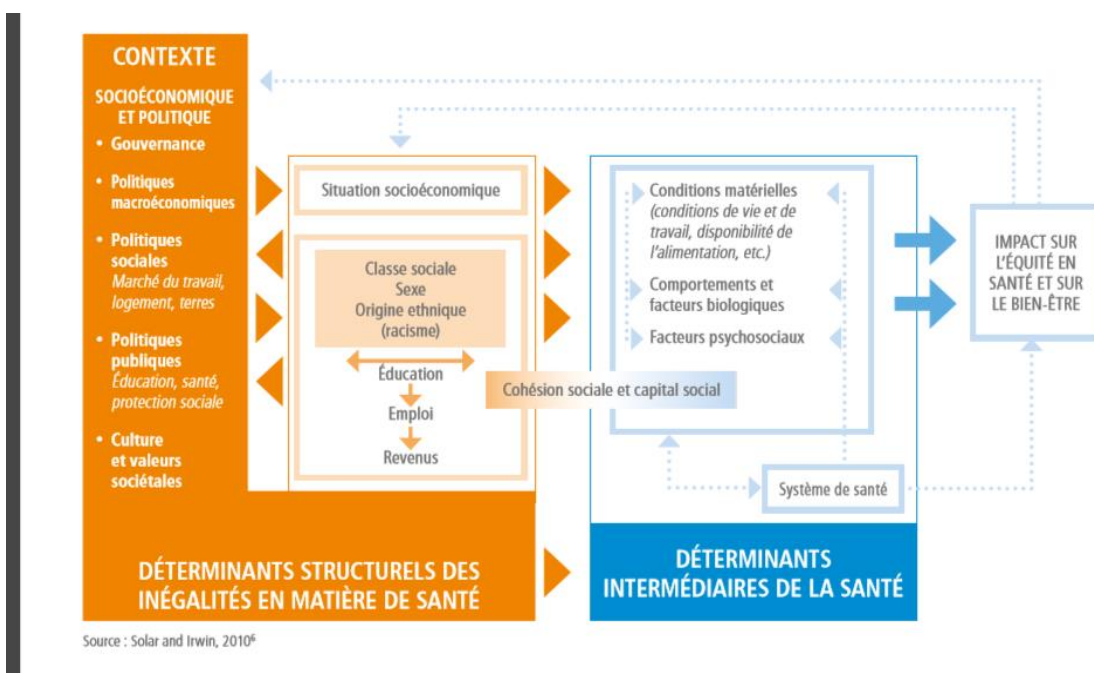 CONTEXTE
SOCIOÉCONOMIQUE
ET POLITIQUE
• Gouvernance
• Politiques
macroéconomiques
• Politiques
sociales
Marché du travail,
logement, terres
• Politiques
publiques
Éducation, santé,
protection sociale
• Culture
et valeurs
sociétales
Situation socioéconomique
Classe sociale
Sexe
Origine ethnique
(racisme)
Éducation
Emploi
Revenus
Cohésion sociale et capital social
Conditions matérielles
(conditions de vie et de
travail, disponibilité de
l'alimentation, etc.)
Comportements et
facteurs biologiques
Facteurs psychosociaux
Système de santé
IMPACT SUR
L'ÉQUITÉ EN
SANTÉ ET SUR
LE BIEN-ÊTRE
DÉTERMINANTS STRUCTURELS DES
INÉGALITÉS EN MATIÈRE DE SANTÉ
DÉTERMINANTS
INTERMÉDIAIRES DE LA SANTÉ
Source : Solar and Irwin, 2010⁶